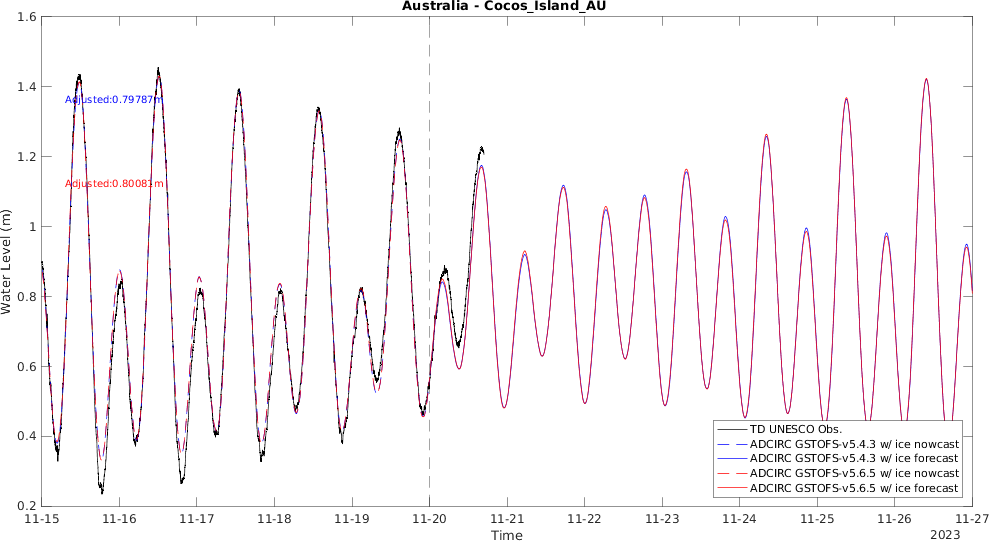 Australia - Cocos_Island_AU
1.6
1.4
1.2
1
0.8
0.6
0.4
0.2
Water Level (m)
Adjusted:0.79787m
Adjusted:0.80081m
TD UNESCO Obs.
ADCIRC GSTOFS-v5.4.3 w/ ice nowcast
ADCIRC GSTOFS-v5.4.3 w/ ice forecast
ADCIRC GSTOFS-v5.6.5 w/ ice nowcast
ADCIRC GSTOFS-v5.6.5 w/ ice forecast
11-15 11-16 11-17 11-18 11-19 11-20 11-21 11-22 11-23 11-24 11-25 11-26 11-27
Time
2023